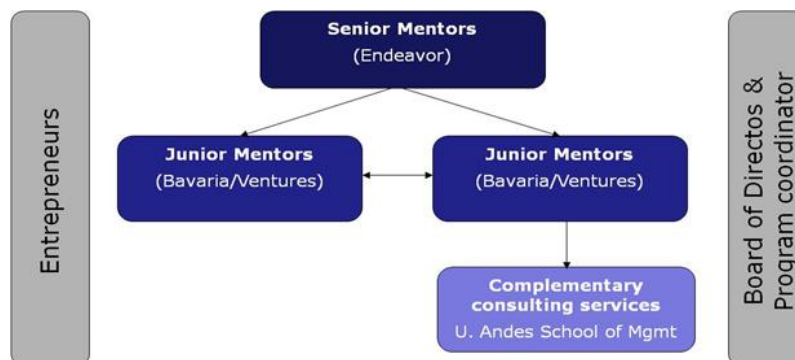 Entrepreneurs
Senior Mentors
(Endeavor)
Junior Mentors
(Bavaria/Ventures)
Junior Mentors
(Bavaria/Ventures)
Complementary
consulting services
U. Andes School of Mgmt
Board of Directos &
Program coordinator